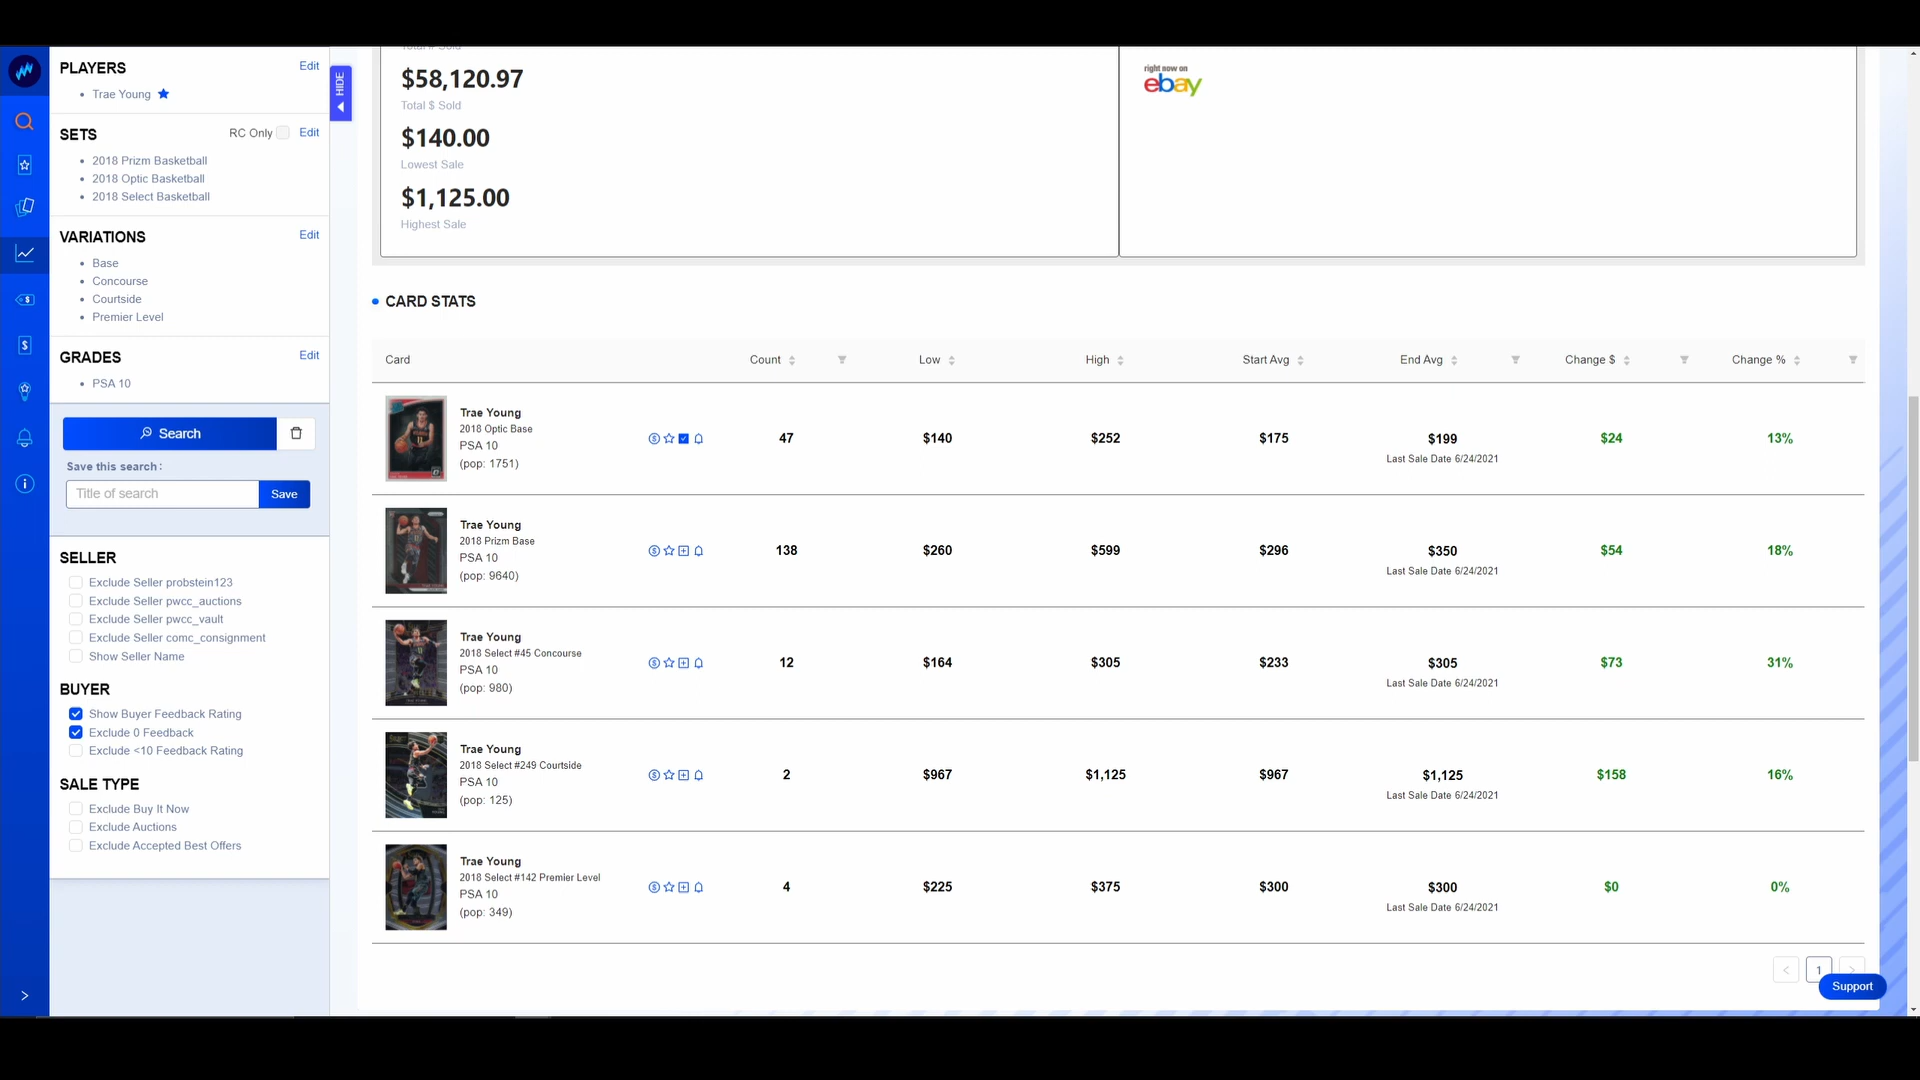 PLAYERS
Edit
Trae Young
SETS
RC Only
Edit
2018 Prizm Basketball
2018 Optic Basketball
2018 Select Basketball
VARIATIONS
Edit
Base
Concourse
Courtside
Premier Level
GRADES
Edit
PSA 10
Search
Save this search:
Title of search
Save
SELLER
Exclude Seller probstein123
Exclude Seller pwcc_auctions
Exclude Seller pwcc_vault
Exclude Seller comc_consignment
Show Seller Name
BUYER
Show Buyer Feedback Rating
Exclude 0 Feedback
Exclude <10 Feedback Rating
SALE TYPE
Exclude Buy It Now
Exclude Auctions
Exclude Accepted Best Offers
HIDE
Total # Sold
$58,120.97
Total $ Sold
$140.00
Lowest Sale
$1,125.00
Highest Sale
right now on
ebay
CARD STATS
Card Count Low High Start Avg End Avg Change $ Change %
Trae Young
2018 Optic Base
PSA 10
(pop: 1751)
47 $140 $252 $175 $199 $24 13%
Last Sale Date 6/24/2021
Trae Young
2018 Prizm Base
PSA 10
(pop: 9640)
138 $260 $599 $296 $350 $54 18%
Last Sale Date 6/24/2021
Trae Young
2018 Select #45 Concourse
PSA 10
(pop: 980)
12 $164 $305 $233 $305 $73 31%
Last Sale Date 6/24/2021
Trae Young
2018 Select #249 Courtside
PSA 10
(pop: 125)
2 $967 $1,125 $967 $1,125 $158 16%
Last Sale Date 6/24/2021
Trae Young
2018 Select #142 Premier Level
PSA 10
(pop: 349)
4 $225 $375 $300 $300 $0 0%
Last Sale Date 6/24/2021
< 1 >
Support